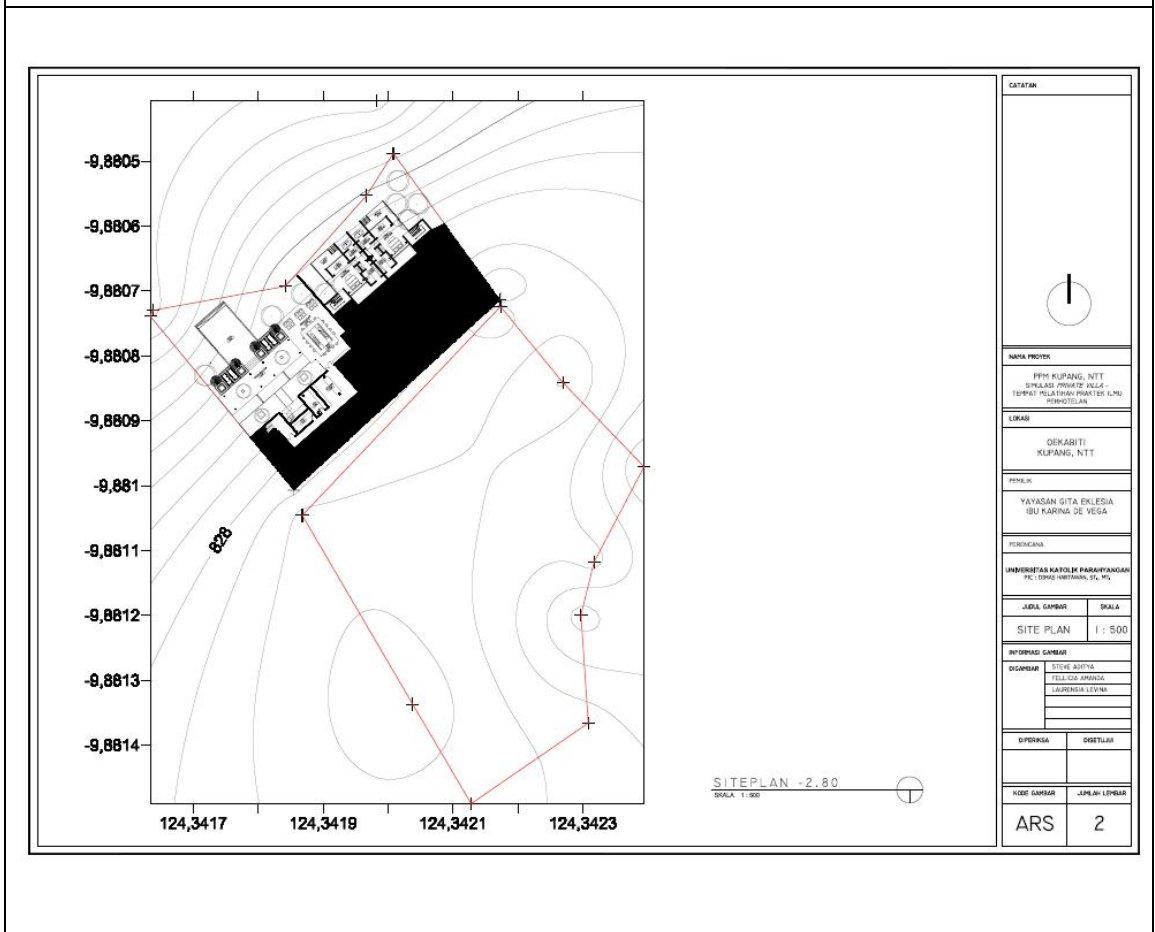 -9,8805
-9,8806
-9,8807
-9,8808
-9,8809
-9,881
-9,8811
-9,8812
-9,8813
-9,8814
828
124,3417
124,3419
124,3421
124,3423
SITEPLAN -2.80
SKALA 1:500
CATATAN
NAMA PROYEK
PPM KUPANG, NTT
SIMULASI PRIVATE VILLA -
TEMPAT PELATIHAN PRAKTEK ILMU
PERHOTELAN
LOKASI
OEKABITI
KUPANG, NTT
PEMILIK
YAYASAN GITA EKLESIA
IBU KARINA DE VEGA
PERENCANA
UNIVERSITAS KATOLIK PARAHYANGAN
JUDUL GAMBAR SKALA
SITE PLAN 1 : 500
INFORMASI GAMBAR
DIGAMBAR STEVE ADITYA
FELLICIA AMANDA
LAURENSIA LEVINA
DIPERIKSA DISETUJUI
KODE GAMBAR JUMLAH LEMBAR
ARS 2